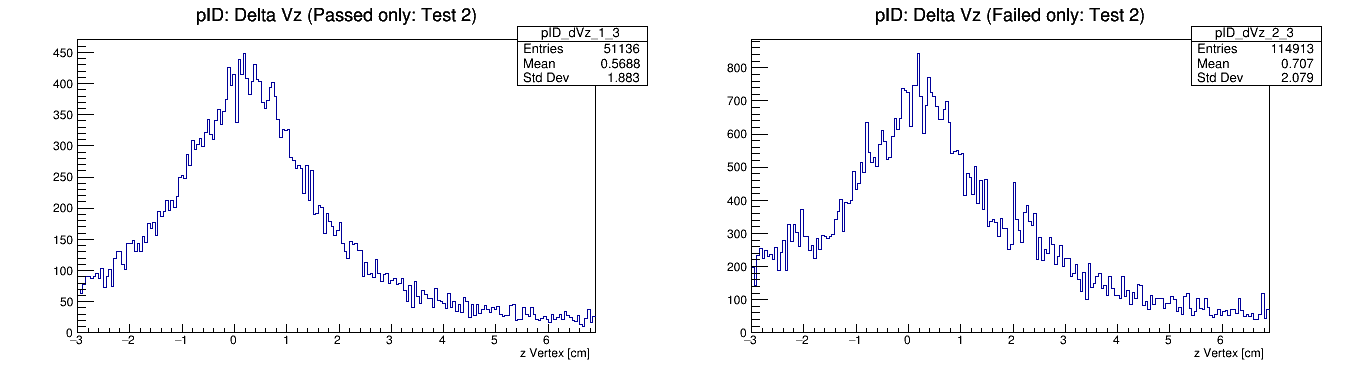 pID: Delta Vz (Passed only: Test 2)
pID_dVz_1_3
Entries 51136
Mean 0.5688
Std Dev 1.883
450
400
350
300
250
200
150
100
50
0
−3 −2 −1 0 1 2 3 4 5 6
z Vertex [cm]
pID: Delta Vz (Failed only: Test 2)
pID_dVz_2_3
Entries 114913
Mean 0.707
Std Dev 2.079
800
700
600
500
400
300
200
100
0
−3 −2 −1 0 1 2 3 4 5 6
z Vertex [cm]